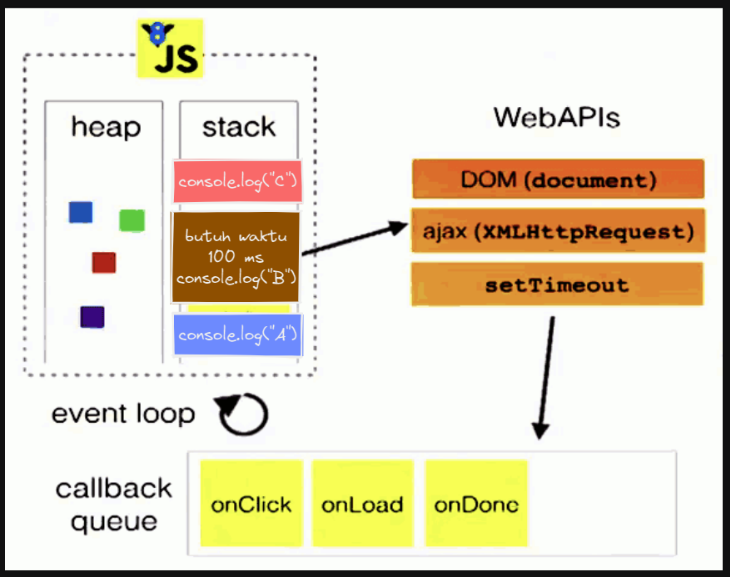 JS
heap
stack
WebAPIs
console.log("C")
butuh waktu
100 ms
console.log("B")
console.log("A")
DOM (document)
ajax (XMLHttpRequest)
setTimeout
event loop
callback
queue
onClick
onLoad
onDone